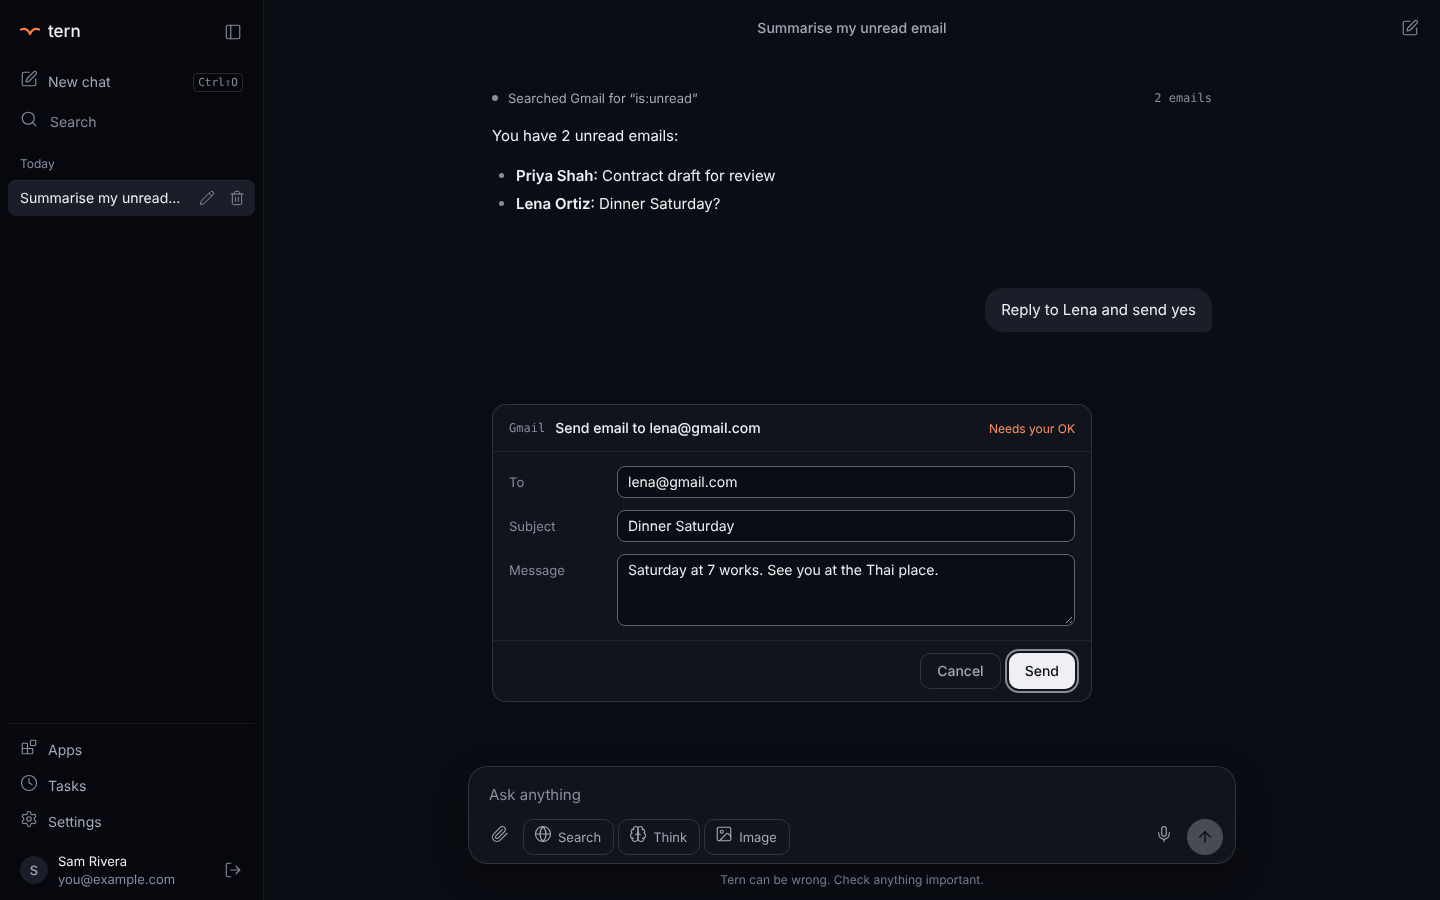 tern
New chat
Ctrl⇧O
Search
Today
Summarise my unread...
Apps
Tasks
Settings
S
Sam Rivera
you@example.com
Summarise my unread email
Searched Gmail for “is:unread”
2 emails
You have 2 unread emails:
Priya Shah: Contract draft for review
Lena Ortiz: Dinner Saturday?
Reply to Lena and send yes
Gmail Send email to lena@gmail.com
Needs your OK
To
lena@gmail.com
Subject
Dinner Saturday
Message
Saturday at 7 works. See you at the Thai place.
Cancel
Send
Ask anything
Search
Think
Image
Tern can be wrong. Check anything important.